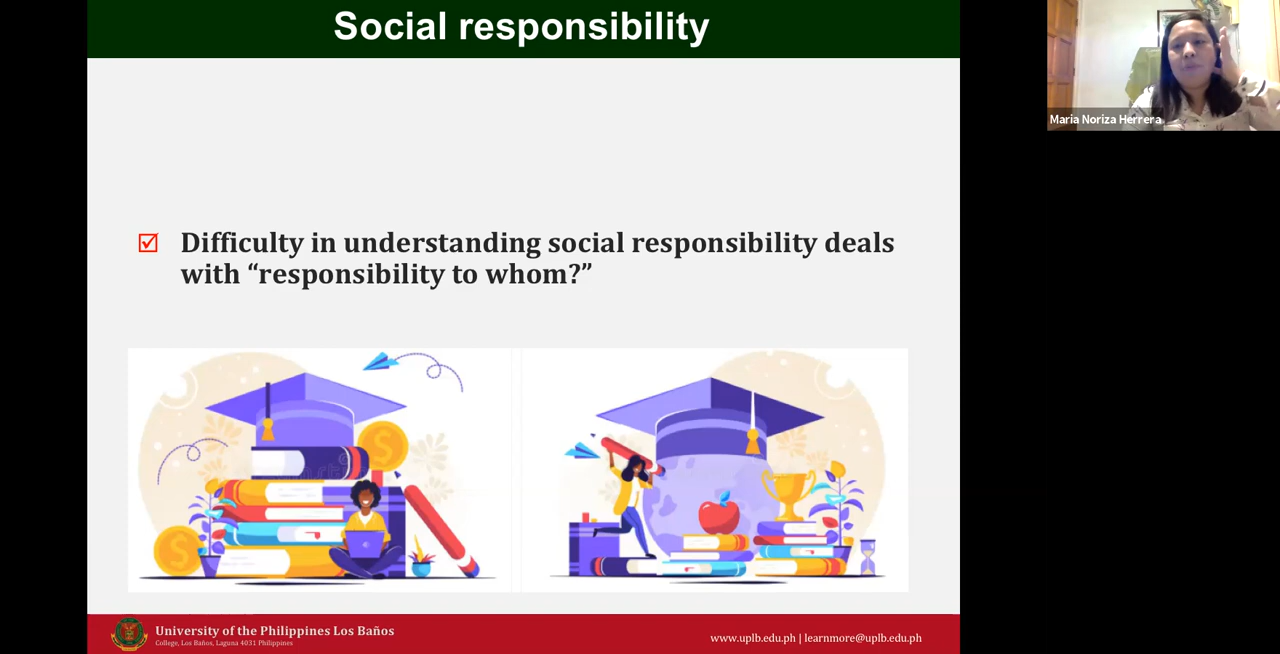 Social responsibility
Maria Noriza Herrera
Difficulty in understanding social responsibility deals
with “responsibility to whom?”
University of the Philippines Los Baños
College, Los Baños, Laguna 4031 Philippines
www.uplb.edu.ph | learnmore@uplb.edu.ph